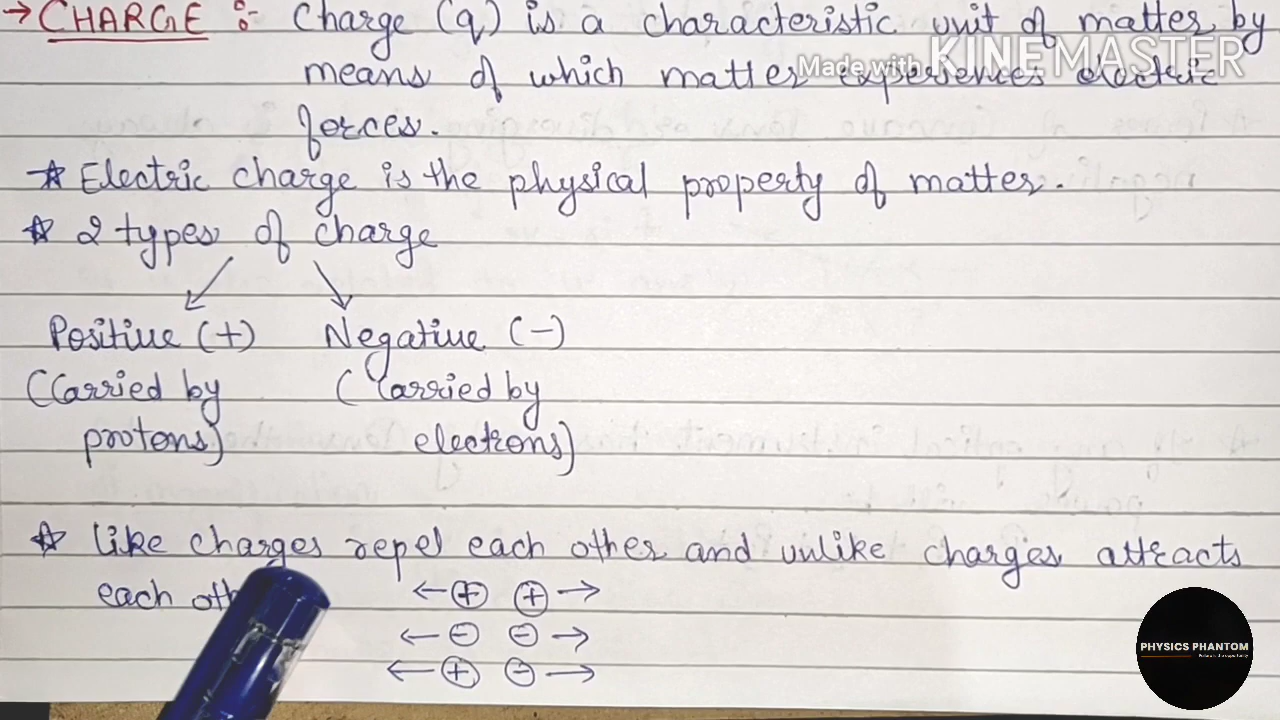 → CHARGE :- Charge (q) is a characteristic unit of matter by
means of which matter experiences electric
forces.
Made with KINEMASTER
☆ Electric charge is the physical property of matter.
☆ 2 types of charge
Positive (+) Negative (-)
(Carried by (Carried by
protons) electrons)
☆ Like charges repel each other and unlike charges attracts
each
← ⊕ ⊕ →
← ⊖ ⊖ →
← ⊕ ⊖ →
PHYSICS PHANTOM